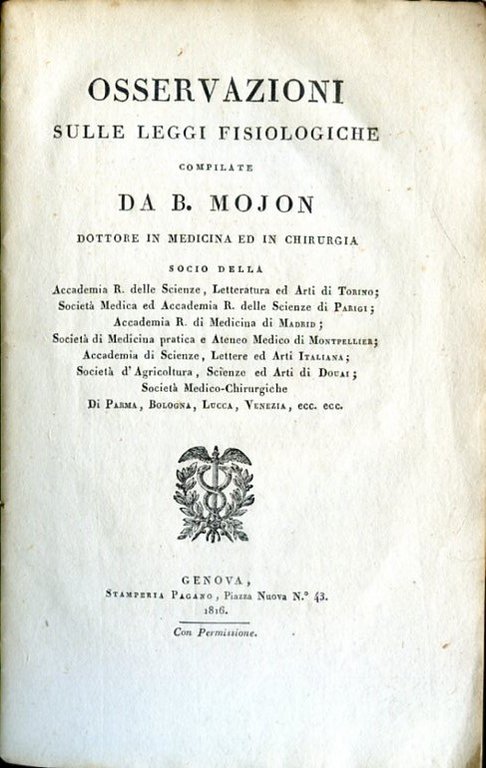 OSSERVAZIONI
SULLE LEGGI FISIOLOGICHE
COMPILATE
DA B. MOJON
DOTTORE IN MEDICINA ED IN CHIRURGIA
SOCIO DELLA
Accademia R. delle Scienze, Letteratura ed Arti di TORINO;
Società Medica ed Accademia R. delle Scienze di PARIGI;
Accademia R. di Medicina di MADRID;
Società di Medicina pratica e Ateneo Medico di MONTPELLIER;
Accademia di Scienze, Lettere ed Arti ITALIANA;
Società d'Agricoltura, Scienze ed Arti di DOUAI;
Società Medico-Chirurgiche
Di PARMA, BOLOGNA, LUCCA, VENEZIA, ecc. ecc.
GENOVA,
STAMPERIA PAGANO, Piazza Nuova N.° 43.
1816.
Con Permissione.